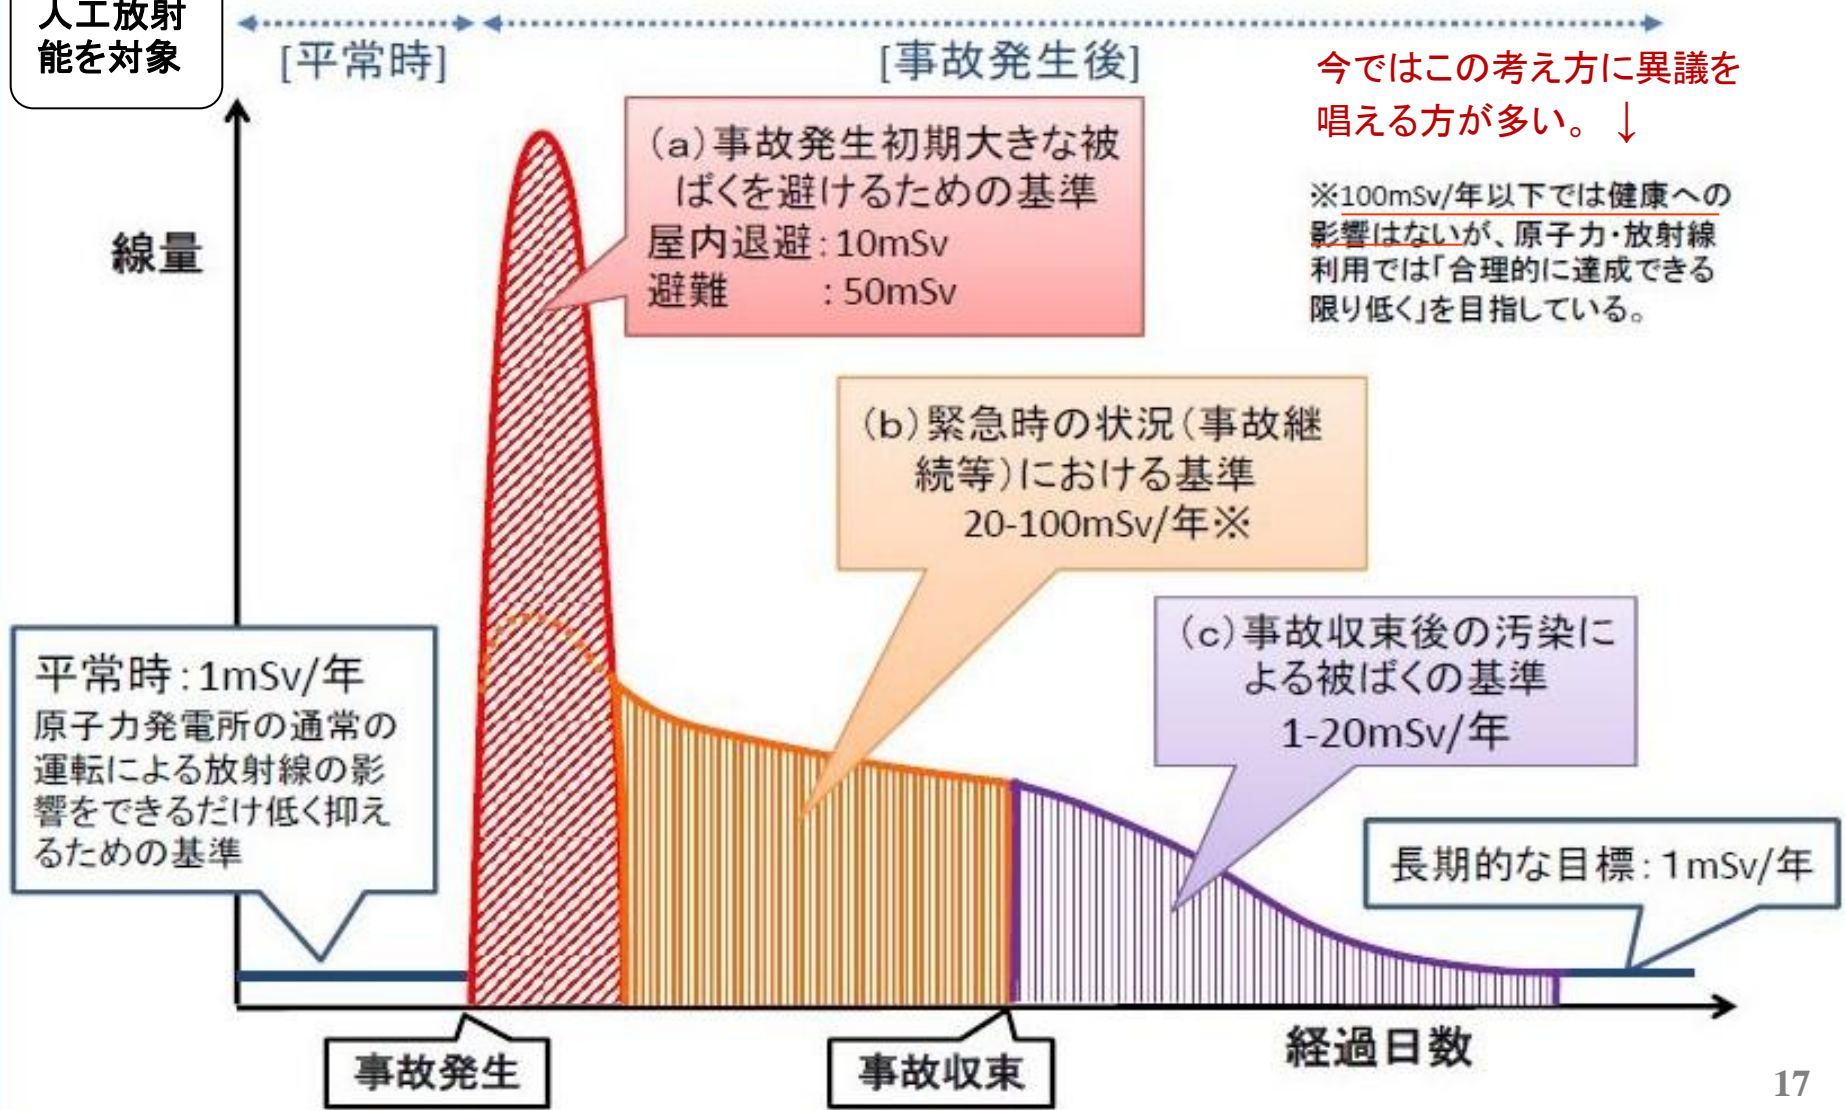 人工放射
能を対象
[平常時]
[事故発生後]
今ではこの考え方に異議を
唱える方が多い。↓
※100mSv/年以下では健康への
影響はないが、原子力・放射線
利用では「合理的に達成できる
限り低く」を目指している。
線量
(a)事故発生初期大きな被
ばくを避けるための基準
屋内退避:10mSv
避難 :50mSv
(b)緊急時の状況(事故継
続等)における基準
20-100mSv/年※
(c)事故収束後の汚染に
よる被ばくの基準
1-20mSv/年
平常時:1mSv/年
原子力発電所の通常の
運転による放射線の影
響をできるだけ低く抑え
るための基準
長期的な目標:1mSv/年
事故発生
事故収束
経過日数
17